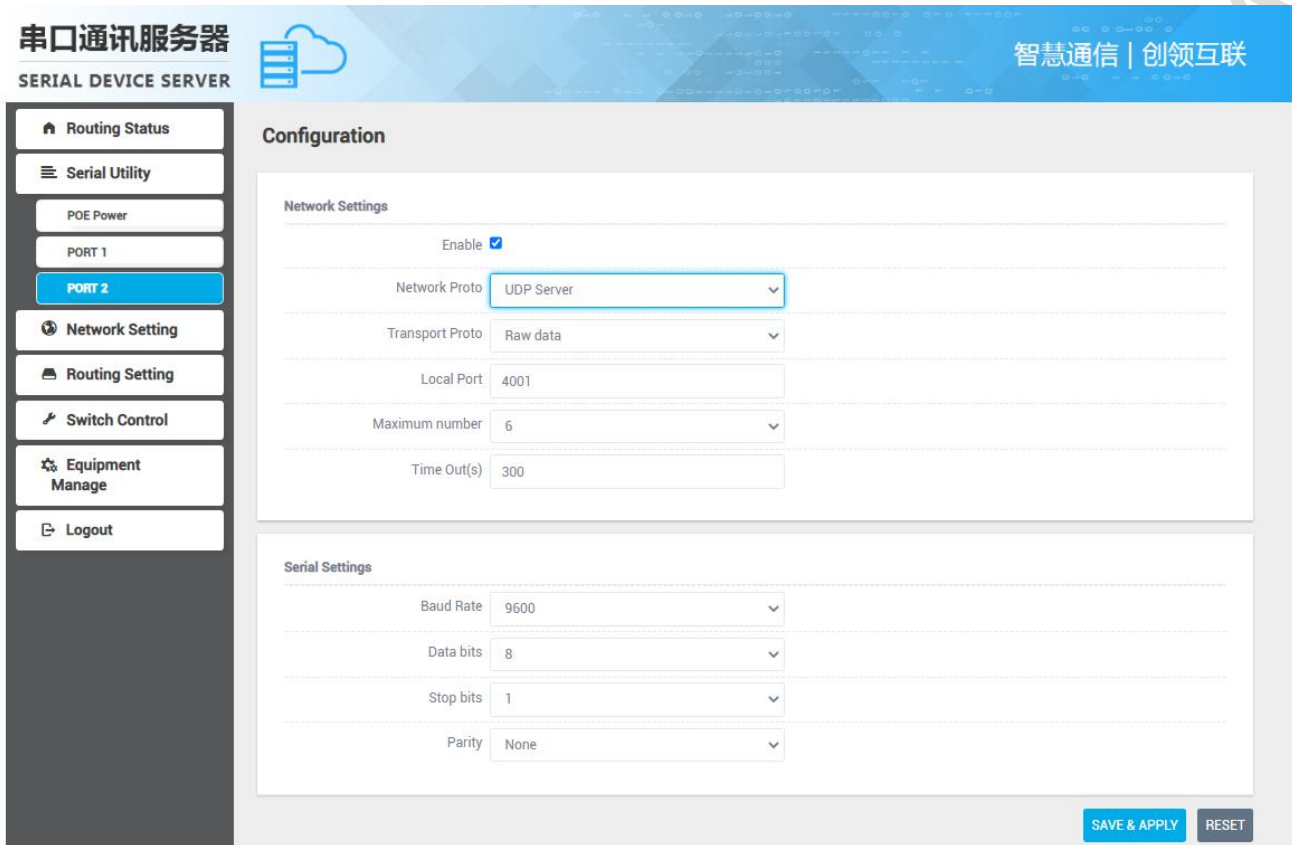 串口通讯服务器
SERIAL DEVICE SERVER
智慧通信 | 创领互联
Routing Status
Serial Utility
POE Power
PORT 1
PORT 2
Network Setting
Routing Setting
Switch Control
Equipment
Manage
Logout
Configuration
Network Settings
Enable
Network Proto UDP Server
Transport Proto Raw data
Local Port 4001
Maximum number 6
Time Out(s) 300
Serial Settings
Baud Rate 9600
Data bits 8
Stop bits 1
Parity None
SAVE & APPLY RESET